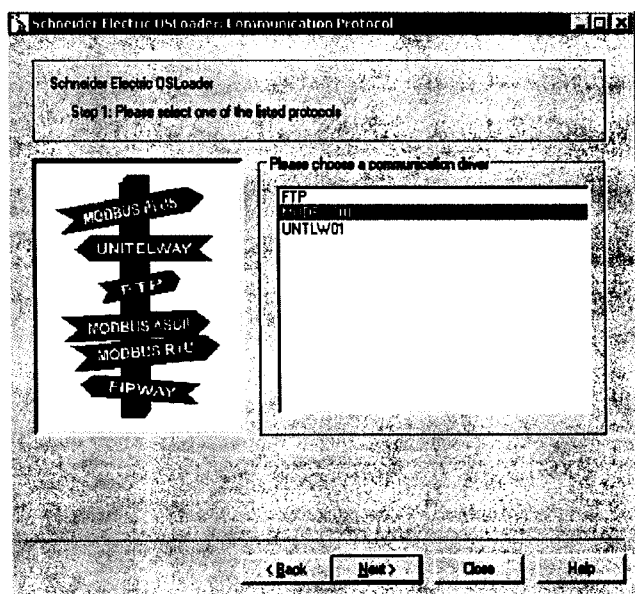 Schneider Electric OSLoader: Communication Protocol
Schneider Electric OSLoader
Step 1: Please select one of the listed protocols
Please choose a communication driver
FTP
UNTLW01
MODBUS PLUS
UNITELWAY
FTP
MODBUS ASCII
MODBUS RTU
FIPWAY
< Back
Next >
Close
Help